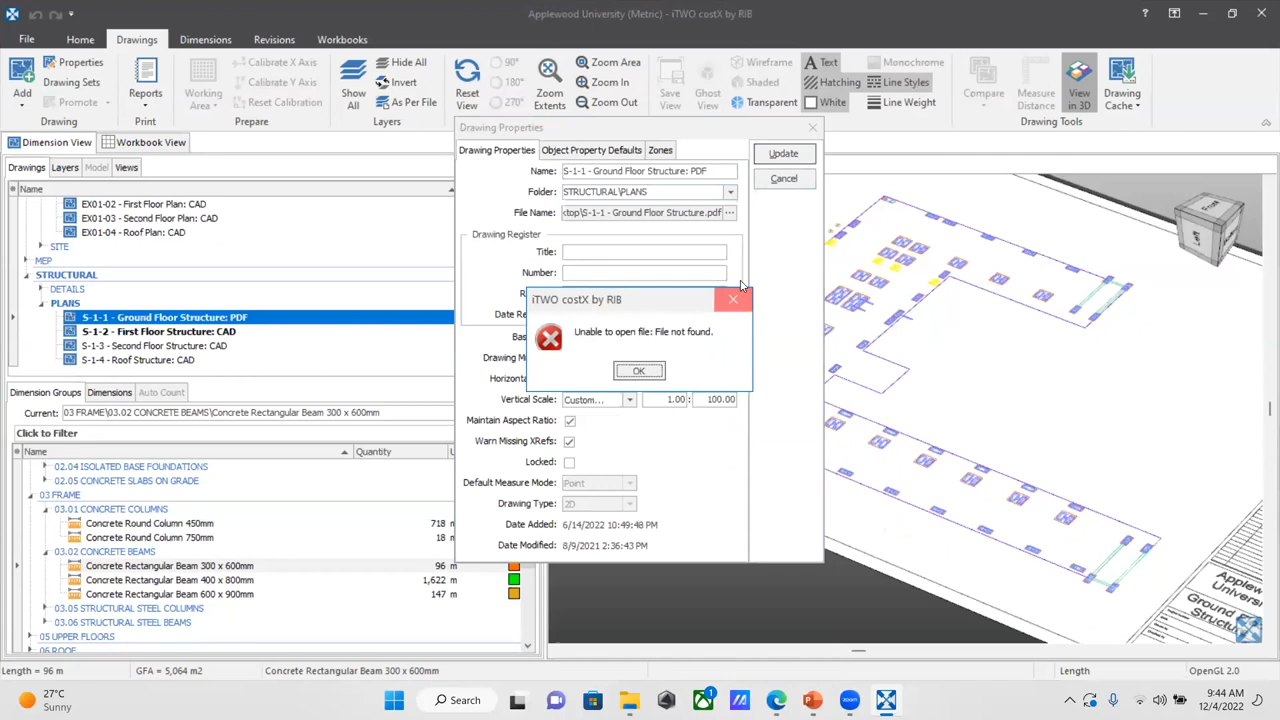 Applewood University (Metric) - iTWO costX by RIB
File Home Drawings Dimensions Revisions Workbooks
Add
Properties
Drawing Sets
Promote
Drawing
Reports
Print
Working Area
Calibrate X Axis
Calibrate Y Axis
Reset Calibration
Prepare
Show All
Hide All
Invert
As Per File
Layers
Reset View
90°
180°
270°
Zoom Extents
Zoom Area
Zoom In
Zoom Out
Save View
Ghost View
Wireframe
Shaded
Transparent
Text
Hatching
White
Monochrome
Line Styles
Line Weight
Compare
Measure Distance
View in 3D
Drawing Cache
Drawing Tools
Dimension View Workbook View
Drawings Layers Model Views
Name
EX01-02 - First Floor Plan: CAD
EX01-03 - Second Floor Plan: CAD
EX01-04 - Roof Plan: CAD
SITE
MEP
STRUCTURAL
DETAILS
PLANS
S-1-1 - Ground Floor Structure: PDF
S-1-2 - First Floor Structure: CAD
S-1-3 - Second Floor Structure: CAD
S-1-4 - Roof Structure: CAD
Dimension Groups Dimensions Auto Count
Current: 03 FRAME\03.02 CONCRETE BEAMS\Concrete Rectangular Beam 300 x 600mm
Click to Filter
Name Quantity U
02.04 ISOLATED BASE FOUNDATIONS
02.05 CONCRETE SLABS ON GRADE
03 FRAME
03.01 CONCRETE COLUMNS
Concrete Round Column 450mm 718 m
Concrete Round Column 750mm 18 m
03.02 CONCRETE BEAMS
Concrete Rectangular Beam 300 x 600mm 96 m
Concrete Rectangular Beam 400 x 800mm 1,622 m
Concrete Rectangular Beam 600 x 900mm 147 m
03.05 STRUCTURAL STEEL COLUMNS
03.06 STRUCTURAL STEEL BEAMS
05 UPPER FLOORS
06 ROOF
Drawing Properties
Drawing Properties Object Property Defaults Zones
Update
Cancel
Name: S-1-1 - Ground Floor Structure: PDF
Folder: STRUCTURAL\PLANS
File Name: ktop\S-1-1 - Ground Floor Structure.pdf ...
Drawing Register
Title:
Number:
R
Date Re
Bas
Drawing M
Horizont
iTWO costX by RIB
Unable to open file: File not found.
OK
Vertical Scale: Custom... 1.00 : 100.00
Maintain Aspect Ratio:
Warn Missing XRefs:
Locked:
Default Measure Mode: Point
Drawing Type: 2D
Date Added: 6/14/2022 10:49:48 PM
Date Modified: 8/9/2021 2:36:43 PM
Applew
Univers
Ground
Struct
Length = 96 m GFA = 5,064 m2 Concrete Rectangular Beam 300 x 600mm Length OpenGL 2.0
27°C
Sunny
Search
1
zoom
9:44 AM
12/4/2022